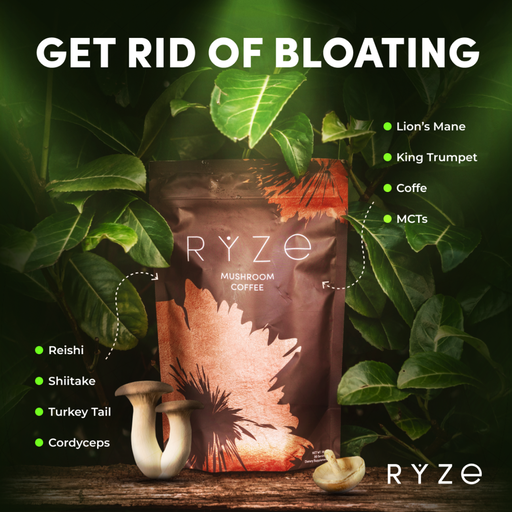 GET RID OF BLOATING
Lion's Mane
King Trumpet
Coffe
MCTs
RYZE
MUSHROOM
COFFEE
Reishi
Shiitake
Turkey Tail
Cordyceps
RYZE